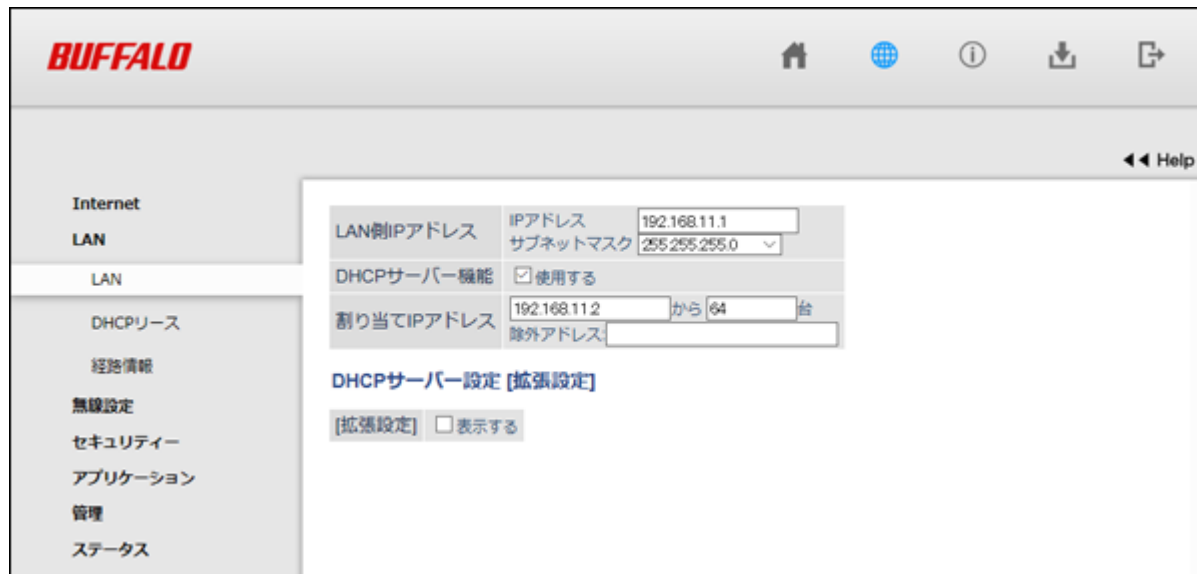 BUFFALO
Help
Internet
LAN
LAN
DHCPリース
経路情報
無線設定
セキュリティー
アプリケーション
管理
ステータス
LAN側IPアドレス IPアドレス 192.168.11.1
サブネットマスク 255.255.255.0
DHCPサーバー機能 使用する
割り当てIPアドレス 192.168.11.2 から 64 台
除外アドレス:
DHCPサーバー設定 [拡張設定]
[拡張設定] 表示する